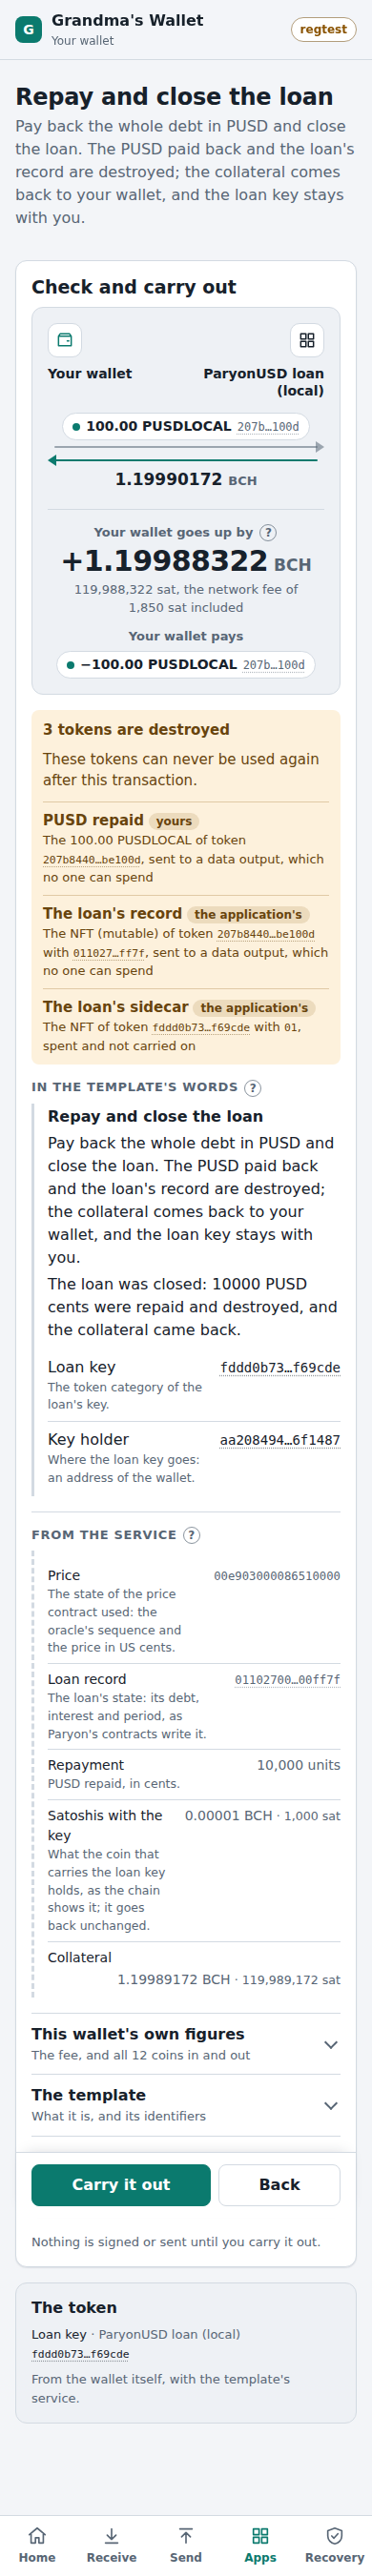 G
Grandma's Wallet
Your wallet
regtest
Repay and close the loan
Pay back the whole debt in PUSD and close
the loan. The PUSD paid back and the loan's
record are destroyed; the collateral comes
back to your wallet, and the loan key stays
with you.
Check and carry out
Your wallet
ParyonUSD loan
(local)
100.00 PUSDLOCAL 207b…100d
1.19990172 BCH
Your wallet goes up by ?
+1.19988322 BCH
119,988,322 sat, the network fee of
1,850 sat included
Your wallet pays
−100.00 PUSDLOCAL 207b…100d
3 tokens are destroyed
These tokens can never be used again
after this transaction.
PUSD repaid yours
The 100.00 PUSDLOCAL of token
207b8440…be100d, sent to a data output, which
no one can spend
The loan's record the application's
The NFT (mutable) of token 207b8440…be100d
with 011027…ff7f, sent to a data output, which
no one can spend
The loan's sidecar the application's
The NFT of token fddd0b73…f69cde with 01,
spent and not carried on
IN THE TEMPLATE'S WORDS ?
Repay and close the loan
Pay back the whole debt in PUSD and
close the loan. The PUSD paid back
and the loan's record are destroyed;
the collateral comes back to your
wallet, and the loan key stays with
you.
The loan was closed: 10000 PUSD
cents were repaid and destroyed, and
the collateral came back.
Loan key fddd0b73…f69cde
The token category of the
loan's key.
Key holder aa208494…6f1487
Where the loan key goes:
an address of the wallet.
FROM THE SERVICE ?
Price 00e903000086510000
The state of the price
contract used: the
oracle's sequence and
the price in US cents.
Loan record 01102700…00ff7f
The loan's state: its debt,
interest and period, as
Paryon's contracts write it.
Repayment 10,000 units
PUSD repaid, in cents.
Satoshis with the
key
0.00001 BCH · 1,000 sat
What the coin that
carries the loan key
holds, as the chain
shows it; it goes
back unchanged.
Collateral
1.19989172 BCH · 119,989,172 sat
This wallet's own figures
The fee, and all 12 coins in and out
The template
What it is, and its identifiers
Carry it out
Back
Nothing is signed or sent until you carry it out.
The token
Loan key · ParyonUSD loan (local)
fddd0b73…f69cde
From the wallet itself, with the template's
service.
Home
Receive
Send
Apps
Recovery